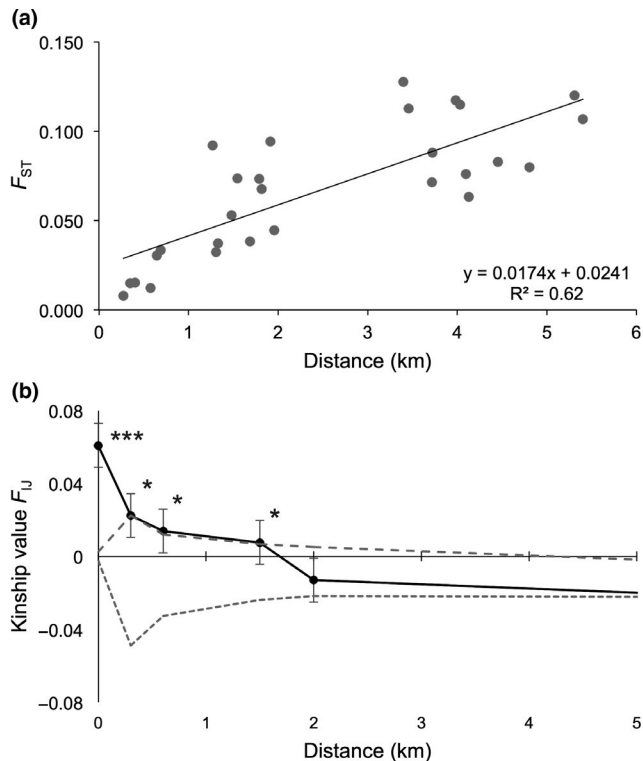 (a)
0.150
0.100
0.050
0.000
F_ST
0 1 2 3 4 5 6
Distance (km)
y = 0.0174x + 0.0241
R² = 0.62
(b)
0.08
0.04
0
−0.04
−0.08
Kinship value F_IJ
***
*
*
*
0 1 2 3 4 5
Distance (km)